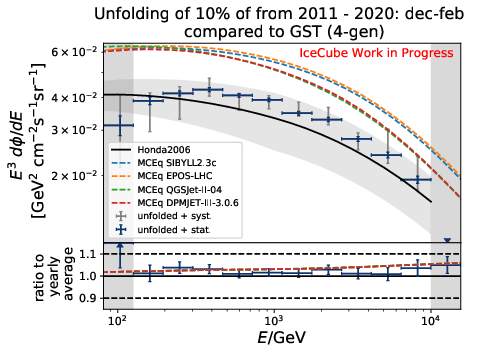 Unfolding of 10% of from 2011 - 2020: dec-feb
compared to GST (4-gen)
IceCube Work in Progress
E³ dϕ/dE
[GeV² cm⁻²s⁻¹sr⁻¹]
6 × 10⁻²
4 × 10⁻²
3 × 10⁻²
2 × 10⁻²
Honda2006
MCEq SIBYLL2.3c
MCEq EPOS-LHC
MCEq QGSJet-II-04
MCEq DPMJET-III-3.0.6
unfolded + syst
unfolded + stat
ratio to
yearly
average
1.1
1.0
0.9
10²
10³
10⁴
E/GeV